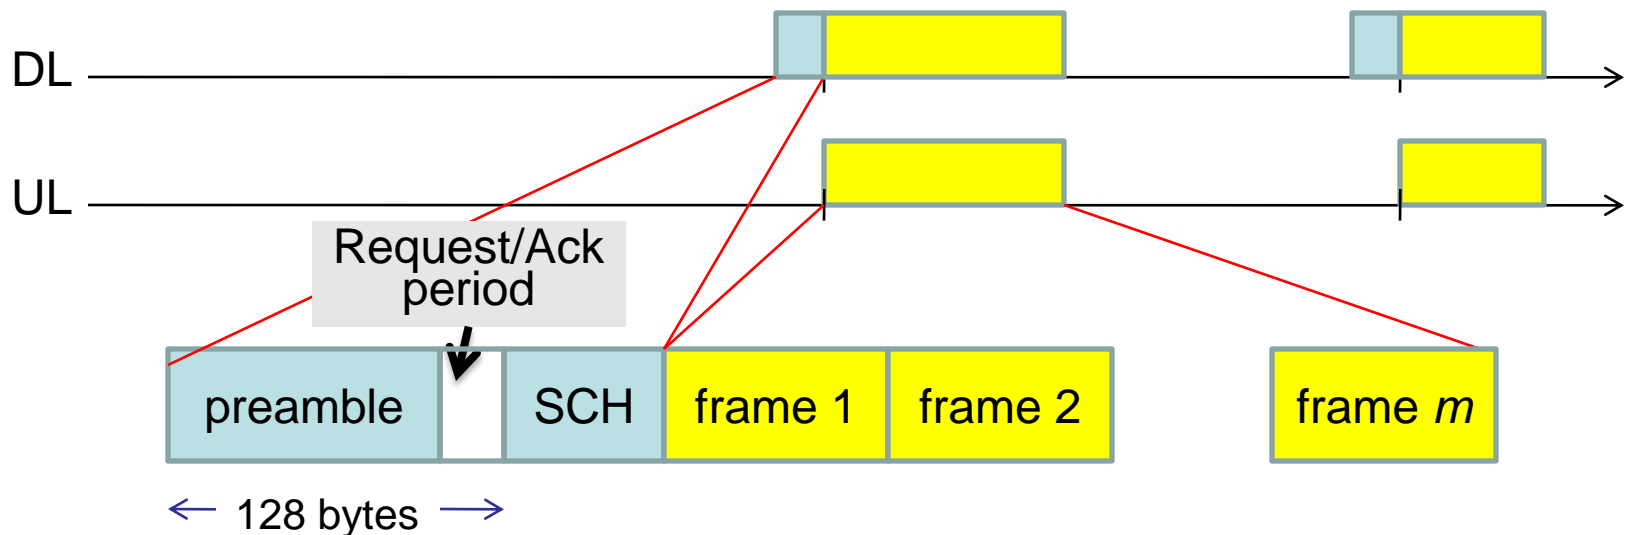 DL
UL
Request/Ack
period
preamble
SCH
frame 1
frame 2
frame m
128 bytes